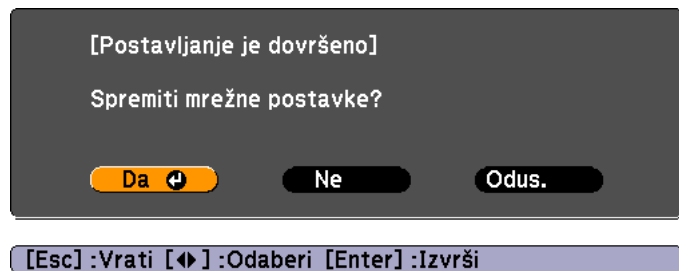 [Postavljanje je dovršeno]
Spremiti mrežne postavke?
Da Ne Odus.
[Esc] :Vrati [◆] :Odaberi [Enter] :Izvrši